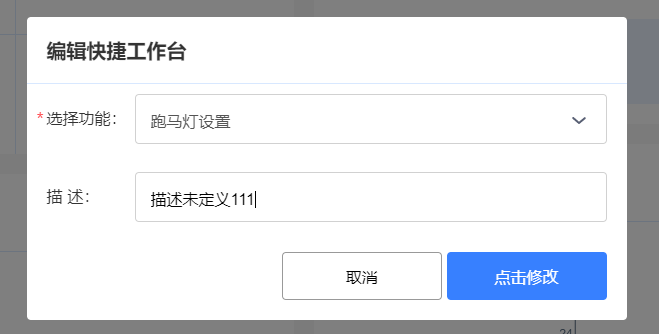 编辑快捷工作台
*选择功能：
跑马灯设置
描 述：
描述未定义111
取消
点击修改
24